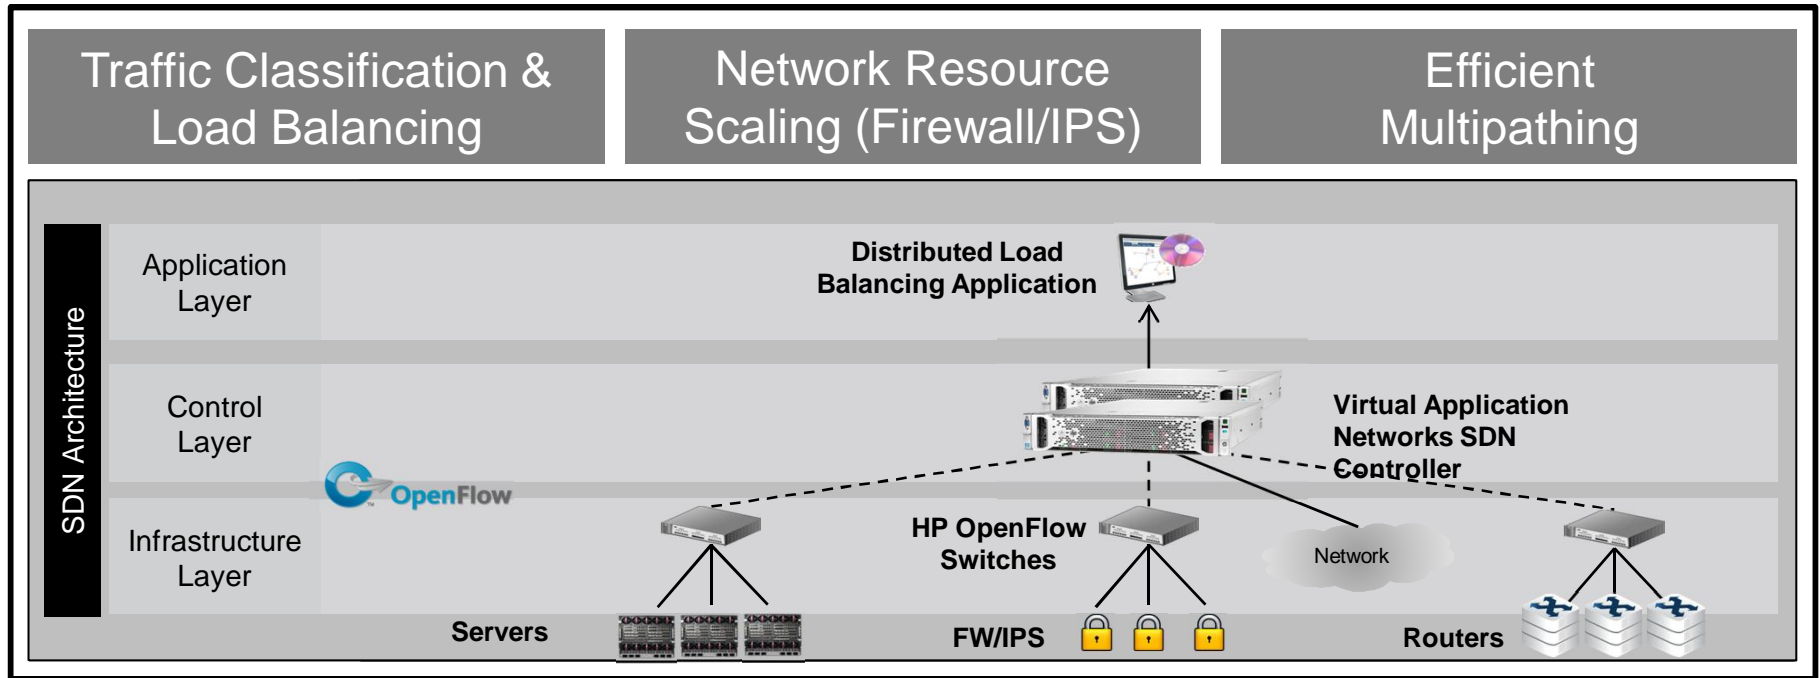 Traffic Classification &
Load Balancing
Network Resource
Scaling (Firewall/IPS)
Efficient
Multipathing
SDN Architecture
Application
Layer
Distributed Load
Balancing Application
Control
Layer
Virtual Application
Networks SDN
Controller
OpenFlow
Infrastructure
Layer
HP OpenFlow
Switches
Network
Servers
FW/IPS
Routers